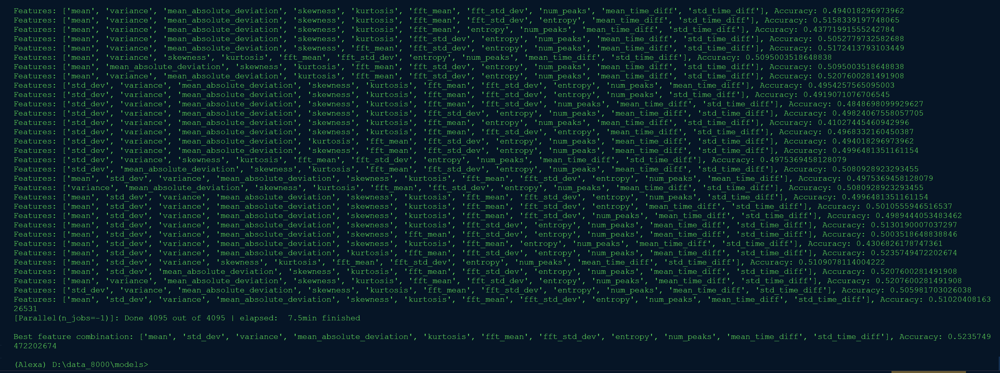 Features: ['mean', 'variance', 'mean_absolute_deviation', 'skewness', 'kurtosis', 'fft_mean', 'fft_std_dev', 'num_peaks', 'mean_time_diff', 'std_time_diff'], Accuracy: 0.494018296973962
Features: ['mean', 'variance', 'mean_absolute_deviation', 'skewness', 'kurtosis', 'fft_mean', 'fft_std_dev', 'entropy', 'mean_time_diff', 'std_time_diff'], Accuracy: 0.5158339197748065
Features: ['mean', 'variance', 'mean_absolute_deviation', 'skewness', 'kurtosis', 'fft_mean', 'entropy', 'num_peaks', 'mean_time_diff', 'std_time_diff'], Accuracy: 0.43771991555242784
Features: ['mean', 'variance', 'mean_absolute_deviation', 'skewness', 'kurtosis', 'fft_std_dev', 'entropy', 'num_peaks', 'mean_time_diff', 'std_time_diff'], Accuracy: 0.5052779732582688
Features: ['mean', 'variance', 'mean_absolute_deviation', 'skewness', 'fft_mean', 'fft_std_dev', 'entropy', 'num_peaks', 'mean_time_diff', 'std_time_diff'], Accuracy: 0.5172413793103449
Features: ['mean', 'variance', 'skewness', 'kurtosis', 'fft_mean', 'fft_std_dev', 'entropy', 'num_peaks', 'mean_time_diff', 'std_time_diff'], Accuracy: 0.5095003518648838
Features: ['mean', 'mean_absolute_deviation', 'skewness', 'kurtosis', 'fft_mean', 'fft_std_dev', 'entropy', 'num_peaks', 'mean_time_diff', 'std_time_diff'], Accuracy: 0.5095003518648838
Features: ['mean', 'variance', 'mean_absolute_deviation', 'kurtosis', 'fft_mean', 'fft_std_dev', 'entropy', 'num_peaks', 'mean_time_diff', 'std_time_diff'], Accuracy: 0.5207600281491908
Features: ['std_dev', 'variance', 'mean_absolute_deviation', 'skewness', 'kurtosis', 'fft_mean', 'fft_std_dev', 'entropy', 'num_peaks', 'mean_time_diff'], Accuracy: 0.4954257565095003
Features: ['std_dev', 'variance', 'mean_absolute_deviation', 'skewness', 'kurtosis', 'fft_mean', 'fft_std_dev', 'entropy', 'num_peaks', 'std_time_diff'], Accuracy: 0.4919071076706545
Features: ['std_dev', 'variance', 'mean_absolute_deviation', 'skewness', 'kurtosis', 'fft_mean', 'fft_std_dev', 'num_peaks', 'mean_time_diff', 'std_time_diff'], Accuracy: 0.4848698099929627
Features: ['std_dev', 'variance', 'mean_absolute_deviation', 'skewness', 'kurtosis', 'fft_std_dev', 'entropy', 'num_peaks', 'mean_time_diff', 'std_time_diff'], Accuracy: 0.49824067558057705
Features: ['std_dev', 'variance', 'mean_absolute_deviation', 'skewness', 'kurtosis', 'fft_mean', 'entropy', 'num_peaks', 'mean_time_diff', 'std_time_diff'], Accuracy: 0.41027445460942996
Features: ['std_dev', 'variance', 'mean_absolute_deviation', 'skewness', 'kurtosis', 'fft_mean', 'fft_std_dev', 'entropy', 'mean_time_diff', 'std_time_diff'], Accuracy: 0.4968332160450387
Features: ['std_dev', 'variance', 'mean_absolute_deviation', 'kurtosis', 'fft_mean', 'fft_std_dev', 'entropy', 'num_peaks', 'mean_time_diff', 'std_time_diff'], Accuracy: 0.494018296973962
Features: ['std_dev', 'variance', 'mean_absolute_deviation', 'skewness', 'fft_mean', 'fft_std_dev', 'entropy', 'num_peaks', 'mean_time_diff', 'std_time_diff'], Accuracy: 0.4996481351161154
Features: ['std_dev', 'variance', 'skewness', 'kurtosis', 'fft_mean', 'fft_std_dev', 'entropy', 'num_peaks', 'mean_time_diff', 'std_time_diff'], Accuracy: 0.4975369458128079
Features: ['std_dev', 'mean_absolute_deviation', 'skewness', 'kurtosis', 'fft_mean', 'fft_std_dev', 'entropy', 'num_peaks', 'mean_time_diff', 'std_time_diff'], Accuracy: 0.5080928923293455
Features: ['mean', 'std_dev', 'variance', 'mean_absolute_deviation', 'skewness', 'kurtosis', 'fft_mean', 'fft_std_dev', 'entropy', 'num_peaks', 'mean_time_diff'], Accuracy: 0.4975369458128079
Features: ['variance', 'mean_absolute_deviation', 'skewness', 'kurtosis', 'fft_mean', 'fft_std_dev', 'entropy', 'num_peaks', 'mean_time_diff', 'std_time_diff'], Accuracy: 0.5080928923293455
Features: ['mean', 'std_dev', 'variance', 'mean_absolute_deviation', 'skewness', 'kurtosis', 'fft_mean', 'fft_std_dev', 'entropy', 'num_peaks', 'std_time_diff'], Accuracy: 0.4996481351161154
Features: ['mean', 'std_dev', 'variance', 'mean_absolute_deviation', 'skewness', 'kurtosis', 'fft_mean', 'fft_std_dev', 'entropy', 'mean_time_diff', 'std_time_diff'], Accuracy: 0.5010555946516537
Features: ['mean', 'std_dev', 'variance', 'mean_absolute_deviation', 'skewness', 'kurtosis', 'fft_mean', 'fft_std_dev', 'num_peaks', 'mean_time_diff', 'std_time_diff'], Accuracy: 0.4989444053483462
Features: ['mean', 'std_dev', 'variance', 'mean_absolute_deviation', 'skewness', 'kurtosis', 'fft_std_dev', 'entropy', 'num_peaks', 'mean_time_diff', 'std_time_diff'], Accuracy: 0.5130190007037297
Features: ['mean', 'std_dev', 'variance', 'mean_absolute_deviation', 'skewness', 'fft_mean', 'fft_std_dev', 'entropy', 'num_peaks', 'mean_time_diff', 'std_time_diff'], Accuracy: 0.5003518648838846
Features: ['mean', 'std_dev', 'variance', 'mean_absolute_deviation', 'skewness', 'kurtosis', 'fft_mean', 'entropy', 'num_peaks', 'mean_time_diff', 'std_time_diff'], Accuracy: 0.4306826178747361
Features: ['mean', 'std_dev', 'variance', 'mean_absolute_deviation', 'kurtosis', 'fft_mean', 'fft_std_dev', 'entropy', 'num_peaks', 'mean_time_diff', 'std_time_diff'], Accuracy: 0.5235749472202674
Features: ['mean', 'std_dev', 'variance', 'skewness', 'kurtosis', 'fft_mean', 'fft_std_dev', 'entropy', 'num_peaks', 'mean_time_diff', 'std_time_diff'], Accuracy: 0.5109078114004222
Features: ['mean', 'std_dev', 'mean_absolute_deviation', 'skewness', 'kurtosis', 'fft_mean', 'fft_std_dev', 'entropy', 'num_peaks', 'mean_time_diff', 'std_time_diff'], Accuracy: 0.5207600281491908
Features: ['mean', 'variance', 'mean_absolute_deviation', 'skewness', 'kurtosis', 'fft_mean', 'fft_std_dev', 'entropy', 'num_peaks', 'mean_time_diff', 'std_time_diff'], Accuracy: 0.5207600281491908
Features: ['std_dev', 'variance', 'mean_absolute_deviation', 'skewness', 'kurtosis', 'fft_mean', 'fft_std_dev', 'entropy', 'num_peaks', 'mean_time_diff', 'std_time_diff'], Accuracy: 0.505981703026038
Features: ['mean', 'std_dev', 'variance', 'mean_absolute_deviation', 'skewness', 'kurtosis', 'fft_mean', 'fft_std_dev', 'entropy', 'num_peaks', 'mean_time_diff', 'std_time_diff'], Accuracy: 0.51020408163
26531
[Parallel(n_jobs=-1)]: Done 4095 out of 4095 | elapsed:  7.5min finished
Best feature combination: ['mean', 'std_dev', 'variance', 'mean_absolute_deviation', 'kurtosis', 'fft_mean', 'fft_std_dev', 'entropy', 'num_peaks', 'mean_time_diff', 'std_time_diff'], Accuracy: 0.5235749
472202674
(Alexa) D:\data_8000\models>